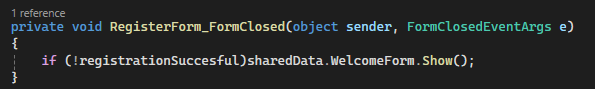 1 reference
private void RegisterForm_FormClosed(object sender, FormClosedEventArgs e)
{
    if (!registrationSuccesful)sharedData.WelcomeForm.Show();
}